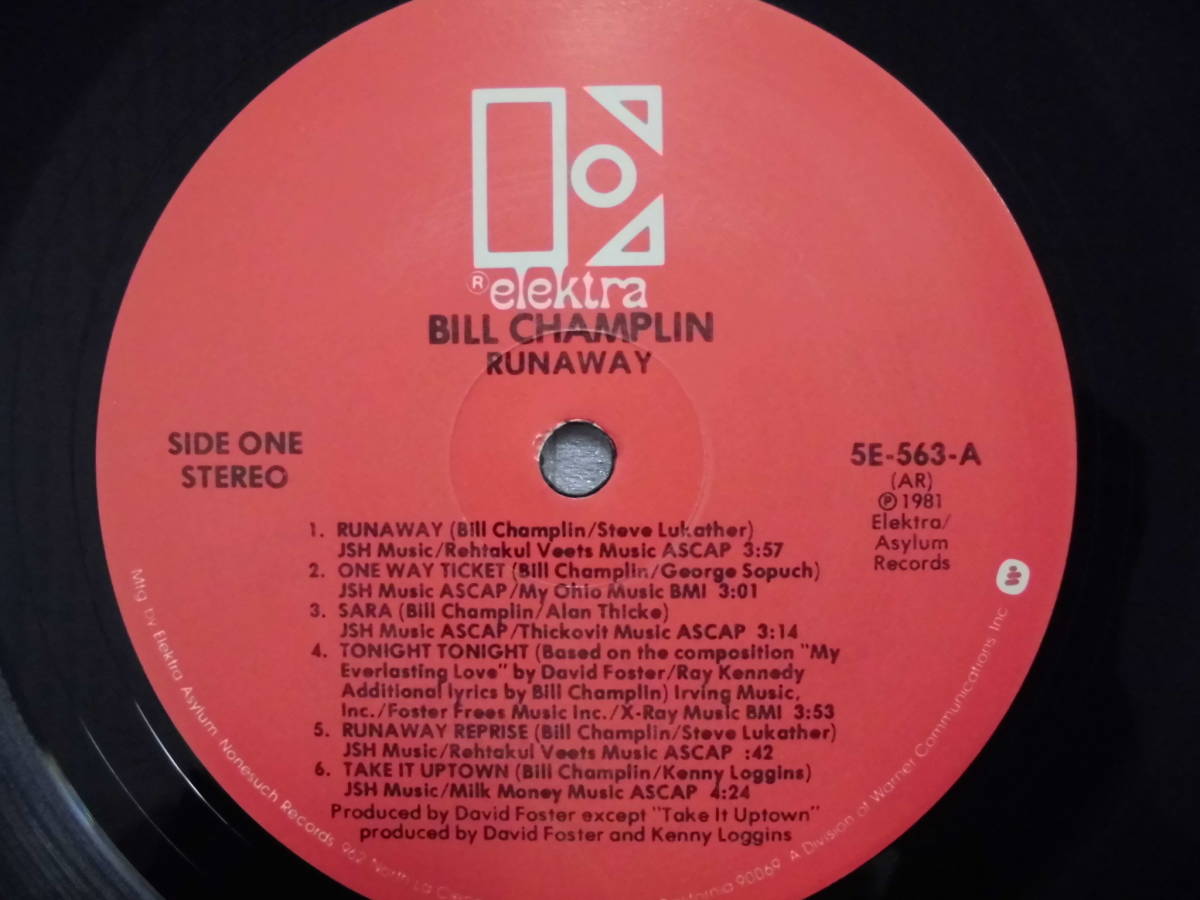 ® elektra
BILL CHAMPLIN
RUNAWAY
SIDE ONE
STEREO
5E-563-A
(AR)
℗ 1981
Elektra/
Asylum
Records
1. RUNAWAY (Bill Champlin/Steve Lukather)
JSH Music/Rehtakul Veets Music ASCAP 3:57
2. ONE WAY TICKET (Bill Champlin/George Sopuch)
JSH Music ASCAP/My Ohio Music BMI 3:01
3. SARA (Bill Champlin/Alan Thicke)
JSH Music ASCAP/Thickovit Music ASCAP 3:14
4. TONIGHT TONIGHT (Based on the composition "My
Everlasting Love" by David Foster/Ray Kennedy
Additional lyrics by Bill Champlin) Irving Music,
Inc./Foster Frees Music Inc./X-Ray Music BMI 3:53
5. RUNAWAY REPRISE (Bill Champlin/Steve Lukather)
JSH Music/Rehtakul Veets Music ASCAP :42
6. TAKE IT UPTOWN (Bill Champlin/Kenny Loggins)
JSH Music/Milk Money Music ASCAP 4:24
Produced by David Foster except "Take It Uptown"
produced by David Foster and Kenny Loggins
Mfg by Elektra Asylum Nonesuch Records 962 North La 90069 A Division of Warner Communications Inc